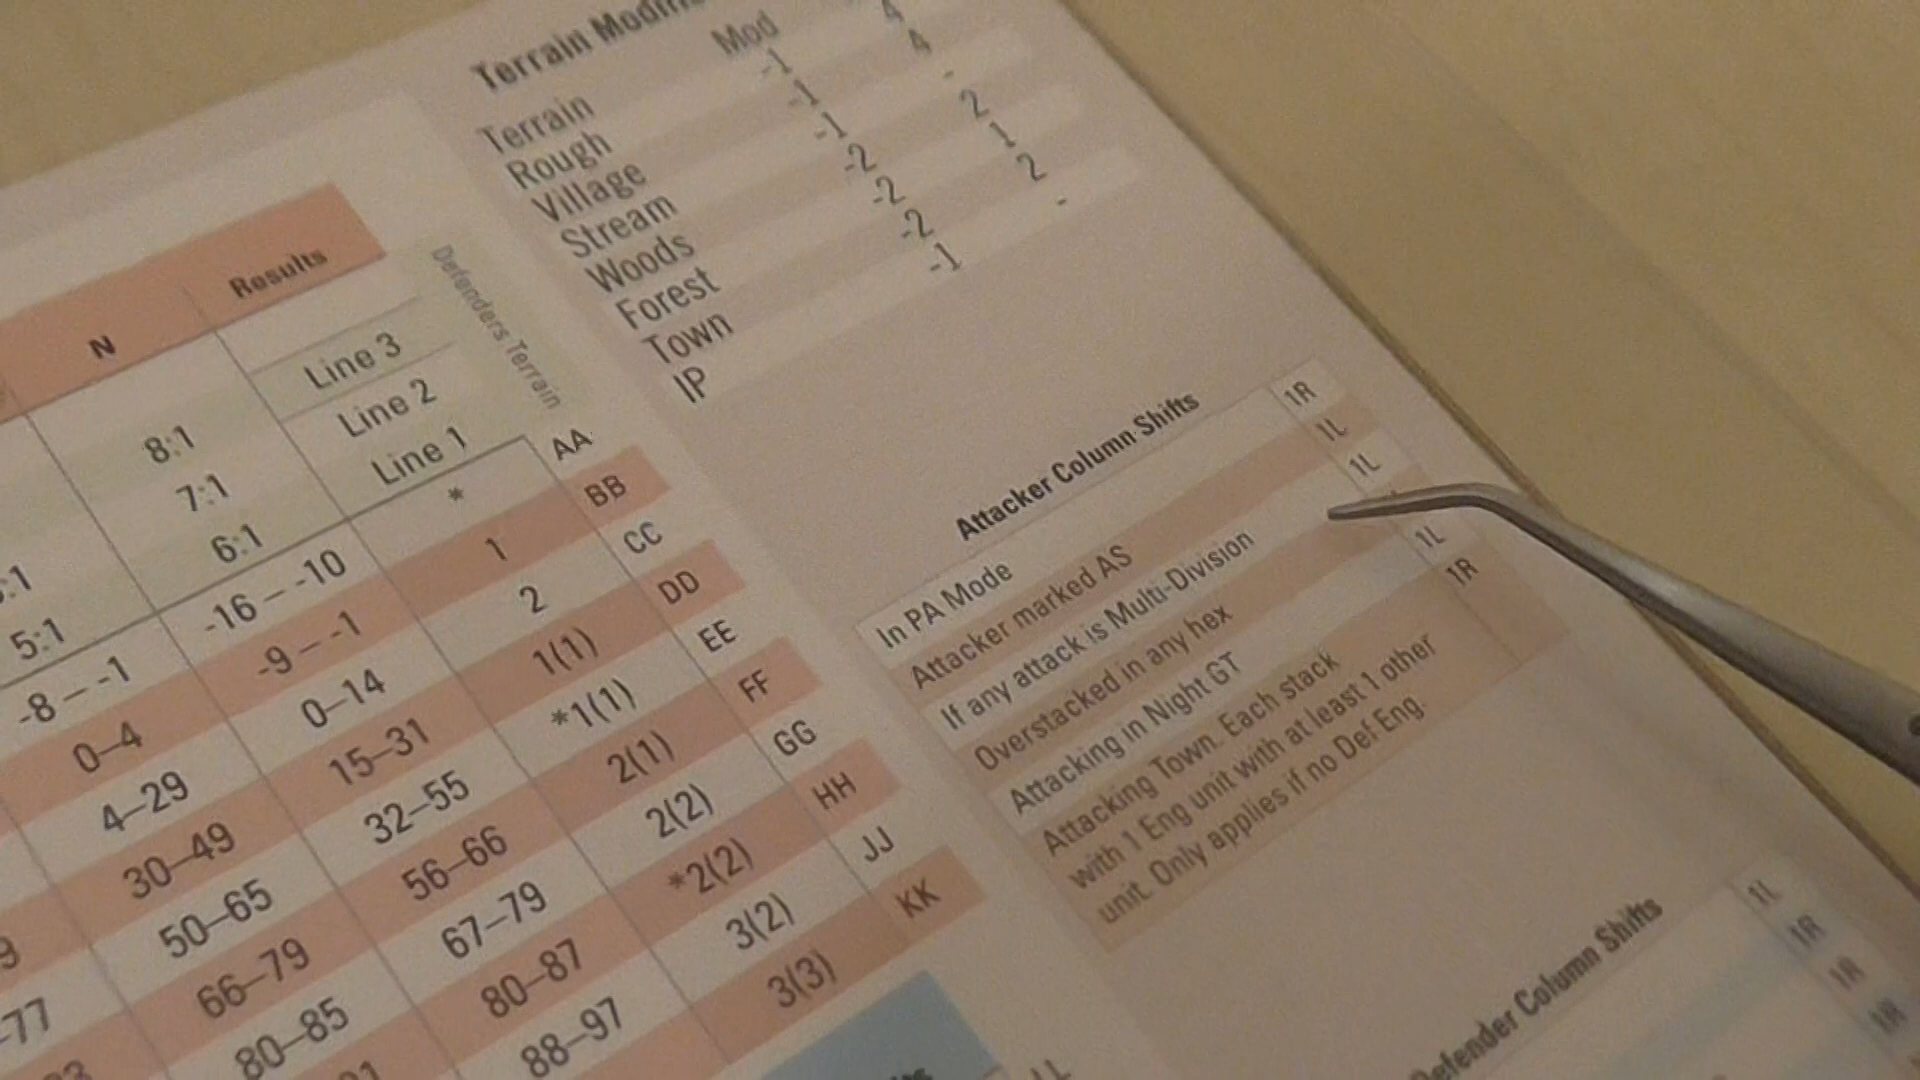 Terrain
Mod
Terrain
Rough -1 4
Village -1 4
Stream -1 -
Woods -2 2
Forest -2 1
Town -2 2
IP -1 -
N
Results
Defenders Terrain
8:1 Line 3
7:1 Line 2
5:1 6:1 Line 1
-8 – -1 -16 – -10 * AA
0–4 -9 – -1 1 BB
4–29 0–14 2 CC
30–49 15–31 1(1) DD
50–65 32–55 *1(1) EE
66–79 56–66 2(1) FF
80–85 67–79 2(2) GG
80–87 *2(2) HH
88–97 3(2) JJ
3(3) KK
Attacker Column Shifts
In PA Mode 1R
Attacker marked AS 1L
If any attack is Multi-Division 1L
Overstacked in any hex
Attacking in Night GT 1L
Attacking Town. Each stack 1R
with 1 Eng unit with at least 1 other
unit. Only applies if no Def Eng.
Defender Column Shifts
1L
1R
1R
1R